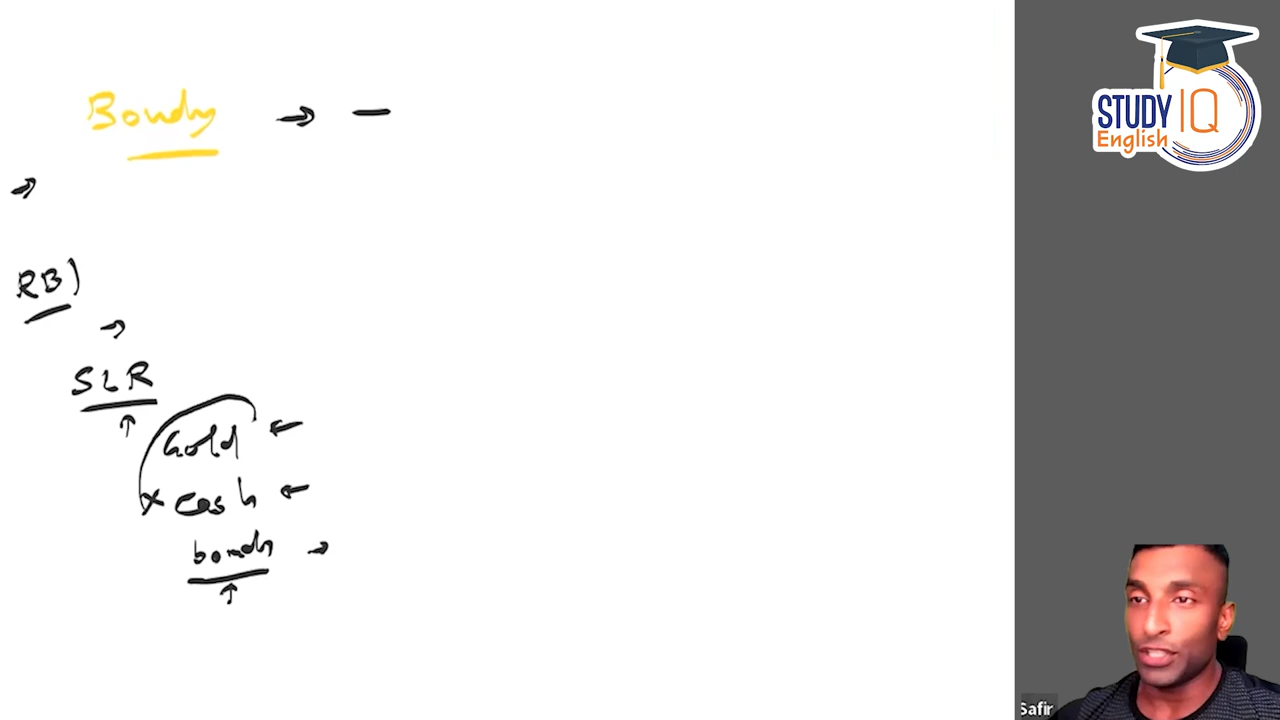 Bonds → —
→
RBI
→
SLR
↑
Gold ←
x cash ←
bonds →
↑
STUDY IQ
English
Safir